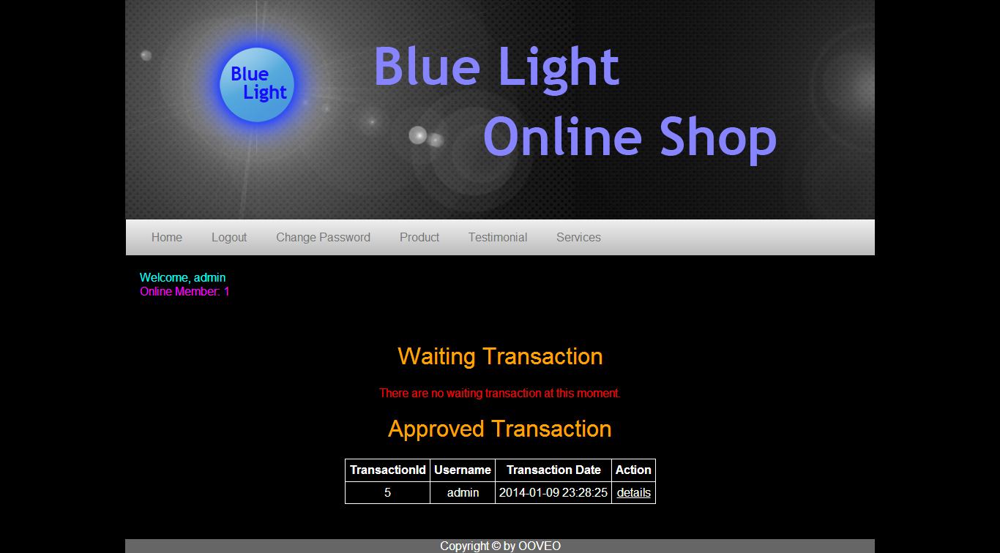 Blue
Light
Blue Light
Online Shop
Home Logout Change Password Product Testimonial Services
Welcome, admin
Online Member: 1
Waiting Transaction
There are no waiting transaction at this moment.
Approved Transaction
TransactionId Username Transaction Date Action
5 admin 2014-01-09 23:28:25 details
Copyright © by OOVEO